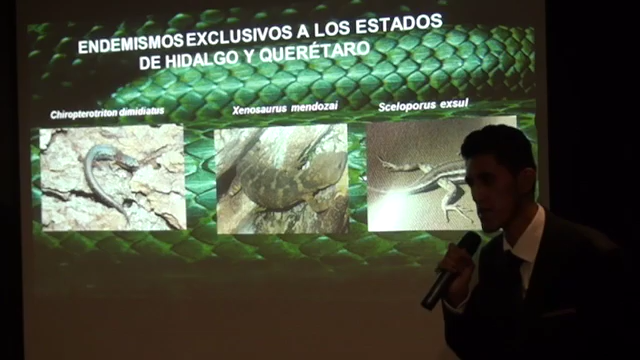 ENDEMISMOS EXCLUSIVOS A LOS ESTADOS
DE HIDALGO Y QUERÉTARO
Chiropterotriton dimidiatus
Xenosaurus mendozai
Sceloporus exsul